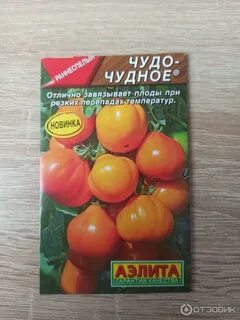 РАННЕСПЕЛЫЙ
ЧУДО-
ЧУДНОЕ®
Отлично завязывает плоды при
резких перепадах температур.
НОВИНКА
АЭЛИТА
ГАРАНТИЯ КАЧЕСТВА
ОТЗОВИК